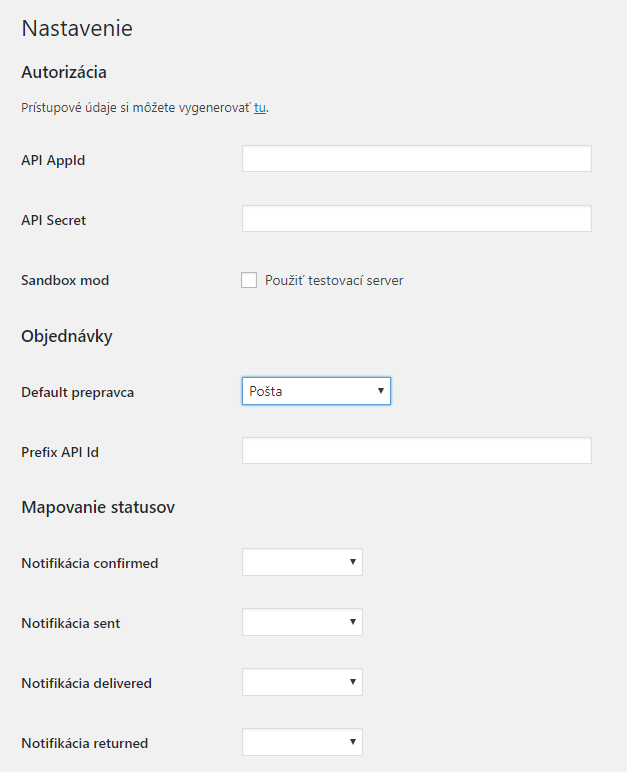 Nastavenie
Autorizácia
Prístupové údaje si môžete vygenerovať tu.
API AppId
API Secret
Sandbox mod Použiť testovací server
Objednávky
Default prepravca Pošta
Prefix API Id
Mapovanie statusov
Notifikácia confirmed
Notifikácia sent
Notifikácia delivered
Notifikácia returned